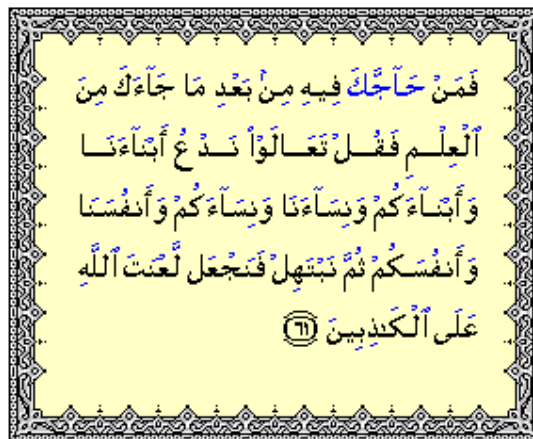 فَمَنْ حَآجَّكَ فِيهِ مِنۢ بَعْدِ مَا جَآءَكَ مِنَ
ٱلْعِلْمِ فَقُلْ تَعَالَوْا۟ نَدْعُ أَبْنَآءَنَا
وَأَبْنَآءَكُمْ وَنِسَآءَنَا وَنِسَآءَكُمْ وَأَنفُسَنَا
وَأَنفُسَكُمْ ثُمَّ نَبْتَهِلْ فَنَجْعَل لَّعْنَتَ ٱللَّهِ
عَلَى ٱلْكَٰذِبِينَ ٦١